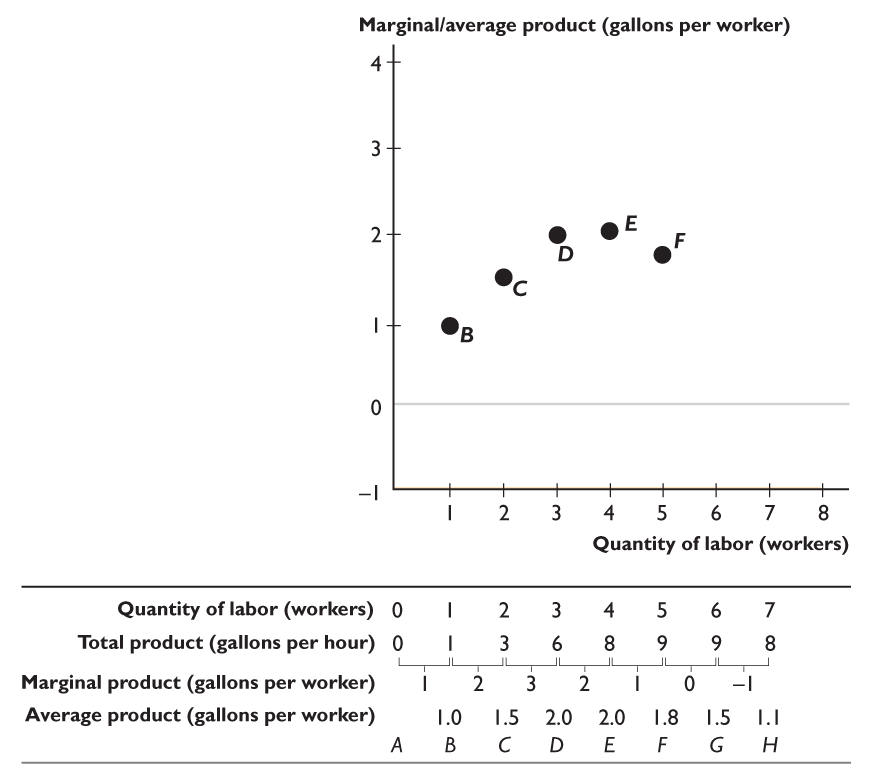 Marginal/average product (gallons per worker)
4
3
2
1
0
–1
E
F
D
C
B
1 2 3 4 5 6 7 8
Quantity of labor (workers)
Quantity of labor (workers) 0 1 2 3 4 5 6 7
Total product (gallons per hour) 0 1 3 6 8 9 9 8
Marginal product (gallons per worker) 1 2 3 2 1 0 –1
Average product (gallons per worker) 1.0 1.5 2.0 2.0 1.8 1.5 1.1
A B C D E F G H